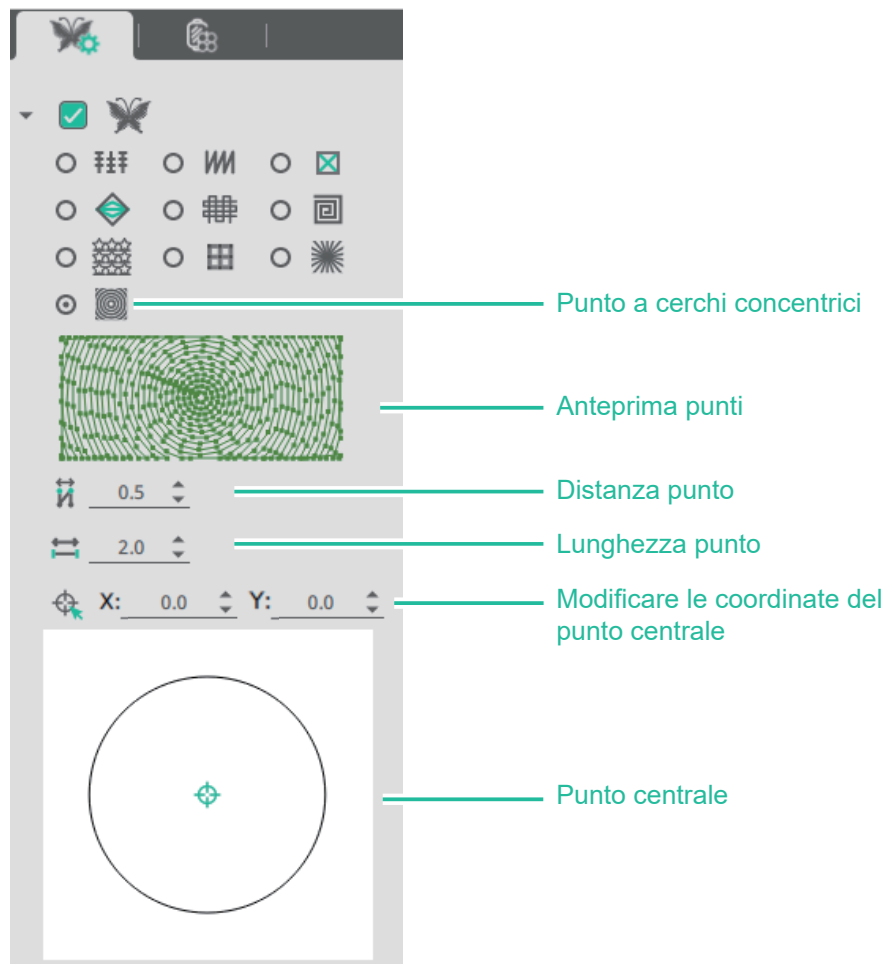 Punto a cerchi concentrici
Anteprima punti
0.5
Distanza punto
2.0
Lunghezza punto
X: 0.0 Y: 0.0
Modificare le coordinate del
punto centrale
Punto centrale